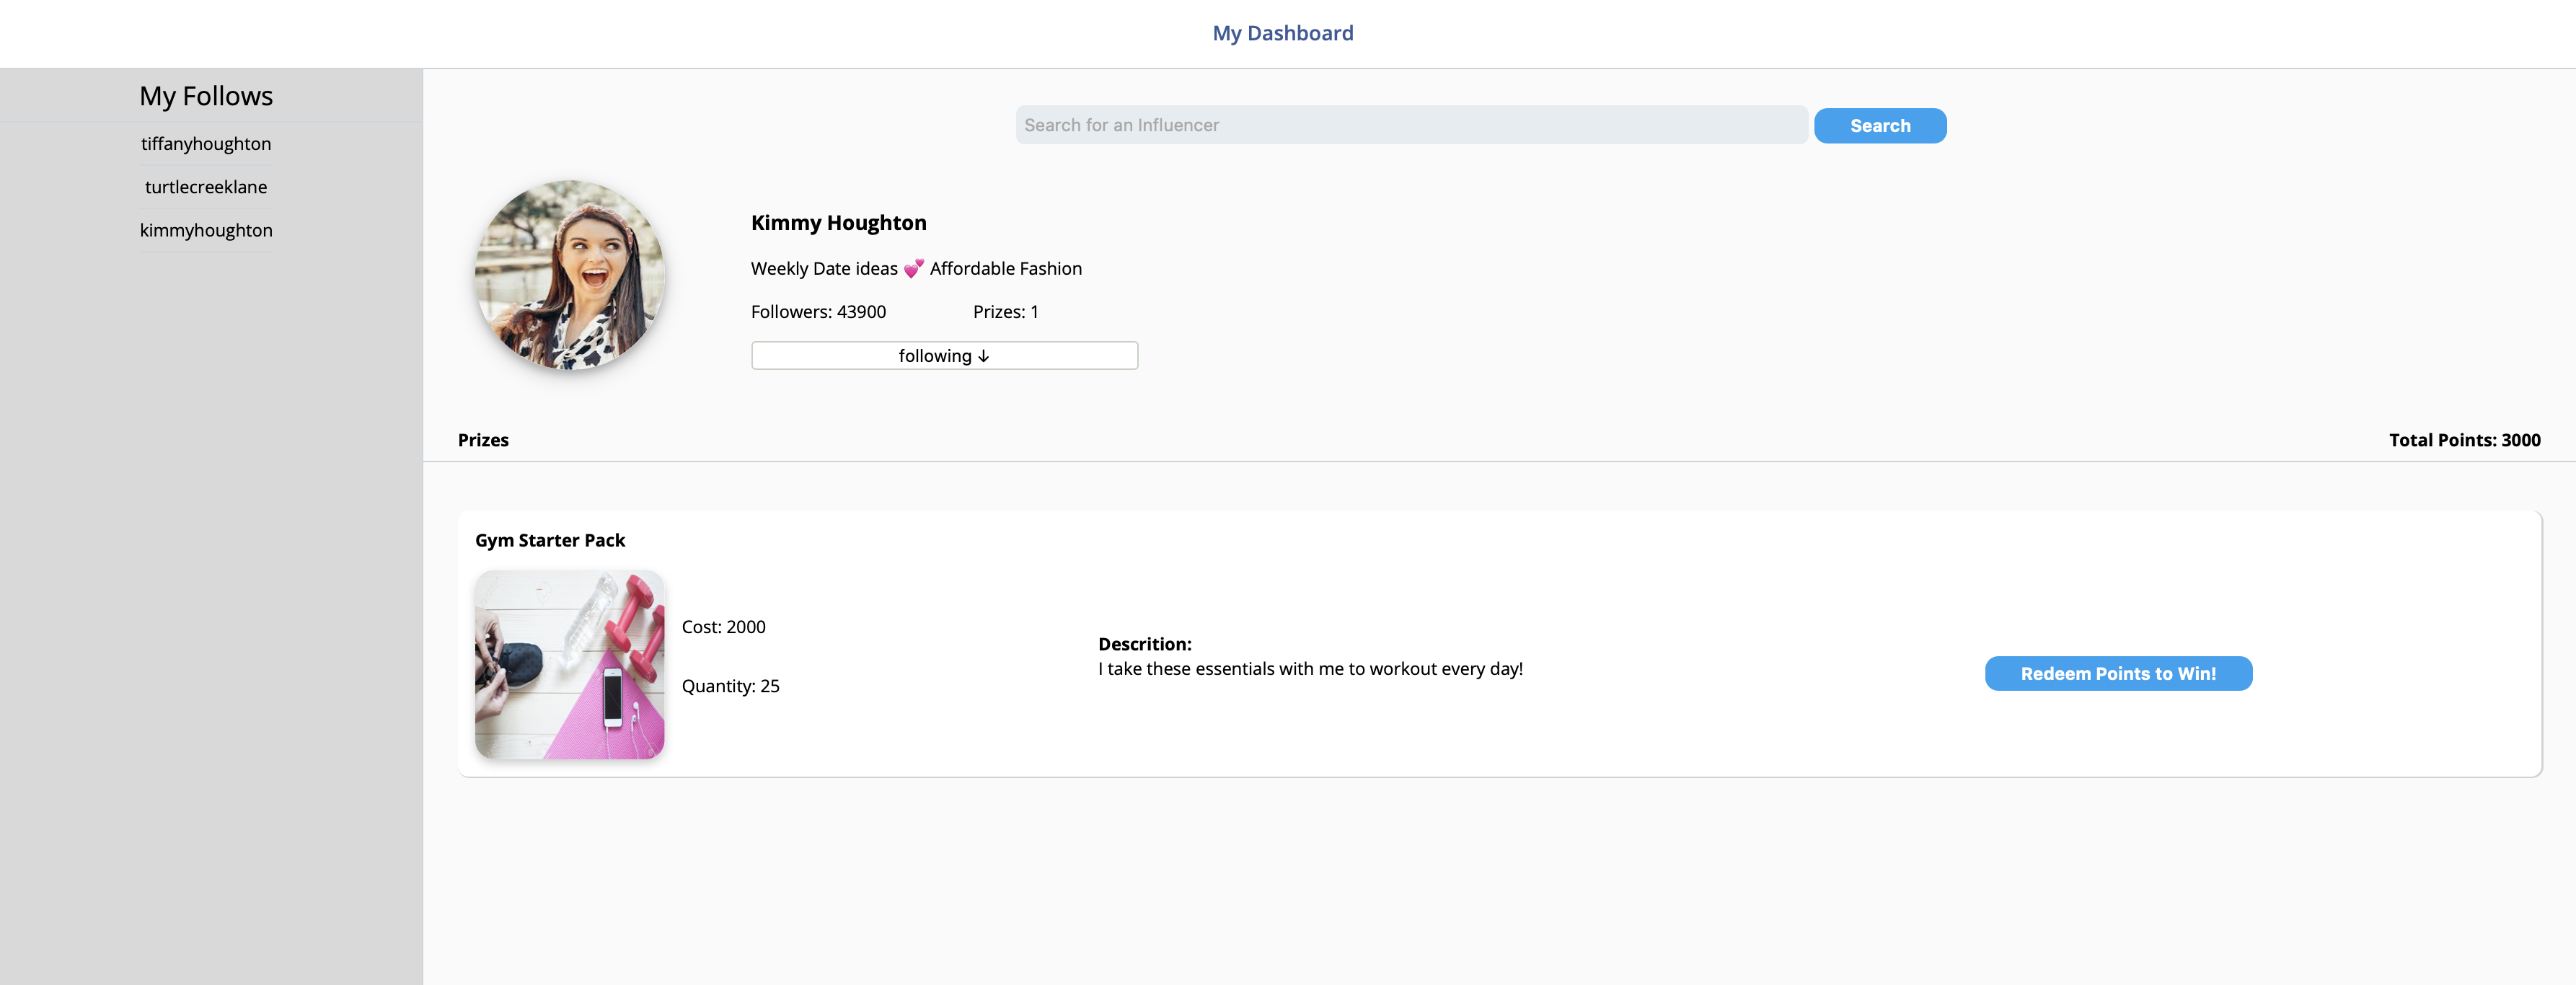 My Dashboard
My Follows
tiffanyhoughton
turtlecreeklane
kimmyhoughton
Search for an Influencer
Search
Kimmy Houghton
Weekly Date ideas 💕 Affordable Fashion
Followers: 43900 Prizes: 1
following ↓
Prizes Total Points: 3000
Gym Starter Pack
Cost: 2000
Quantity: 25
Descrition:
I take these essentials with me to workout every day!
Redeem Points to Win!